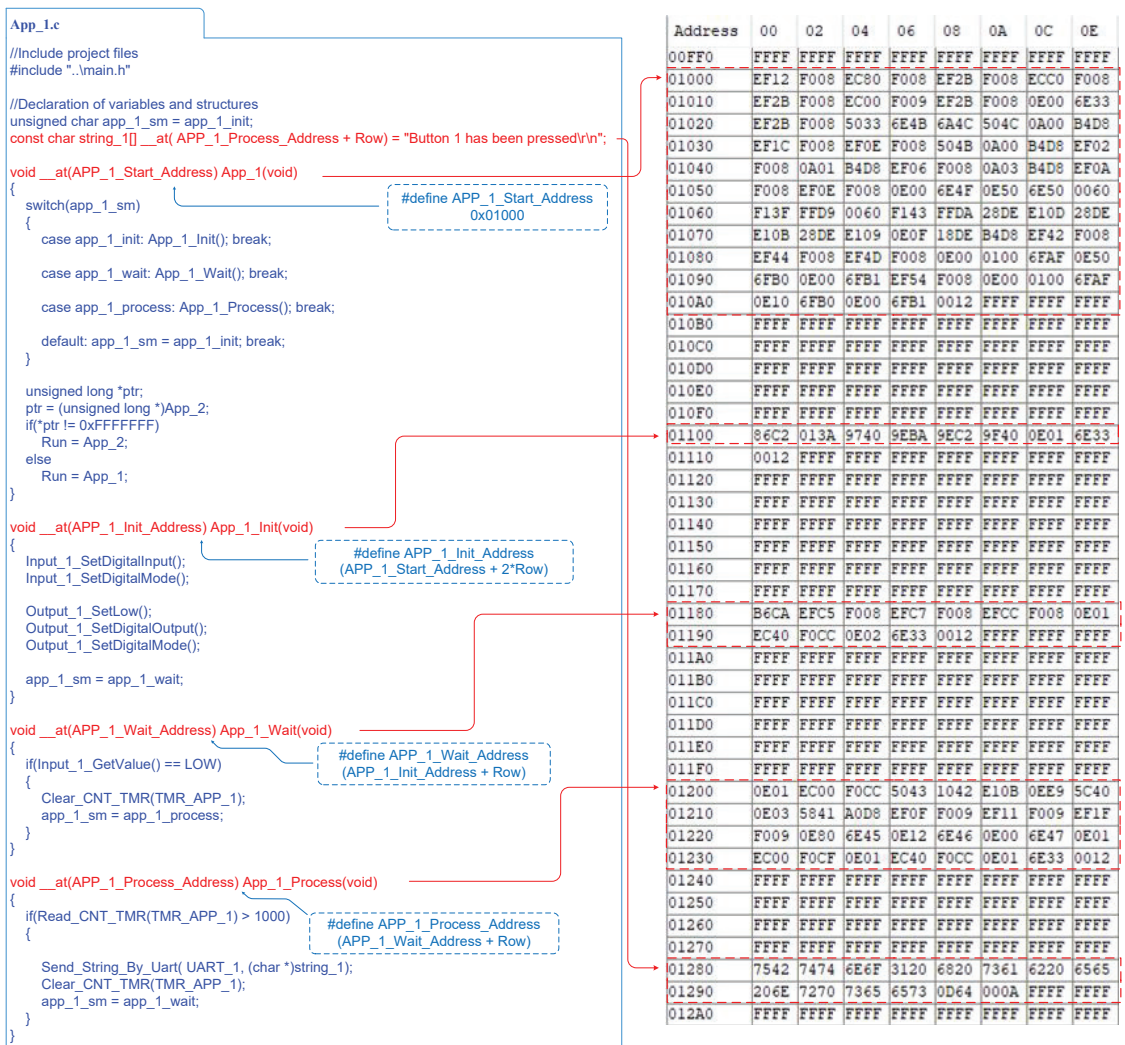 App_1.c
//Include project files
#include "..\main.h"
//Declaration of variables and structures
unsigned char app_1_sm = app_1_init;
const char string_1[] __at( APP_1_Process_Address + Row) = "Button 1 has been pressed\r\n";
void __at(APP_1_Start_Address) App_1(void)
#define APP_1_Start_Address
0x01000
{
switch(app_1_sm)
{
case app_1_init: App_1_Init(); break;
case app_1_wait: App_1_Wait(); break;
case app_1_process: App_1_Process(); break;
default: app_1_sm = app_1_init; break;
}
unsigned long *ptr;
ptr = (unsigned long *)App_2;
if(*ptr != 0xFFFFFFF)
Run = App_2;
else
Run = App_1;
}
void __at(APP_1_Init_Address) App_1_Init(void)
#define APP_1_Init_Address
(APP_1_Start_Address + 2*Row)
{
Input_1_SetDigitalInput();
Input_1_SetDigitalMode();
Output_1_SetLow();
Output_1_SetDigitalOutput();
Output_1_SetDigitalMode();
app_1_sm = app_1_wait;
}
void __at(APP_1_Wait_Address) App_1_Wait(void)
#define APP_1_Wait_Address
(APP_1_Init_Address + Row)
{
if(Input_1_GetValue() == LOW)
{
Clear_CNT_TMR(TMR_APP_1);
app_1_sm = app_1_process;
}
}
void __at(APP_1_Process_Address) App_1_Process(void)
#define APP_1_Process_Address
(APP_1_Wait_Address + Row)
{
if(Read_CNT_TMR(TMR_APP_1) > 1000)
{
Send_String_By_Uart( UART_1, (char *)string_1);
Clear_CNT_TMR(TMR_APP_1);
app_1_sm = app_1_wait;
}
}
Address 00 02 04 06 08 0A 0C 0E
00FF0 FFFF FFFF FFFF FFFF FFFF FFFF FFFF FFFF
01000 EF12 F008 EC80 F008 EF2B F008 ECC0 F008
01010 EF2B F008 EC00 F009 EF2B F008 0E00 6E33
01020 EF2B F008 5033 6E4B 6A4C 504C 0A00 B4D8
01030 EF1C F008 EF0E F008 504B 0A00 B4D8 EF02
01040 F008 0A01 B4D8 EF06 F008 0A03 B4D8 EF0A
01050 F008 EF0E F008 0E00 6E4F 0E50 6E50 0060
01060 F13F FFD9 0060 F143 FFDA 28DE E10D 28DE
01070 E10B 28DE E109 0E0F 18DE B4D8 EF42 F008
01080 EF44 F008 EF4D F008 0E00 0100 6FAF 0E50
01090 6FB0 0E00 6FB1 EF54 F008 0E00 0100 6FAF
010A0 0E10 6FB0 0E00 6FB1 0012 FFFF FFFF FFFF
010B0 FFFF FFFF FFFF FFFF FFFF FFFF FFFF FFFF
010C0 FFFF FFFF FFFF FFFF FFFF FFFF FFFF FFFF
010D0 FFFF FFFF FFFF FFFF FFFF FFFF FFFF FFFF
010E0 FFFF FFFF FFFF FFFF FFFF FFFF FFFF FFFF
010F0 FFFF FFFF FFFF FFFF FFFF FFFF FFFF FFFF
01100 86C2 013A 9740 9EBA 9EC2 9F40 0E01 6E33
01110 0012 FFFF FFFF FFFF FFFF FFFF FFFF FFFF
01120 FFFF FFFF FFFF FFFF FFFF FFFF FFFF FFFF
01130 FFFF FFFF FFFF FFFF FFFF FFFF FFFF FFFF
01140 FFFF FFFF FFFF FFFF FFFF FFFF FFFF FFFF
01150 FFFF FFFF FFFF FFFF FFFF FFFF FFFF FFFF
01160 FFFF FFFF FFFF FFFF FFFF FFFF FFFF FFFF
01170 FFFF FFFF FFFF FFFF FFFF FFFF FFFF FFFF
01180 B6CA EFC5 F008 EFC7 F008 EFCC F008 0E01
01190 EC40 F0CC 0E02 6E33 0012 FFFF FFFF FFFF
011A0 FFFF FFFF FFFF FFFF FFFF FFFF FFFF FFFF
011B0 FFFF FFFF FFFF FFFF FFFF FFFF FFFF FFFF
011C0 FFFF FFFF FFFF FFFF FFFF FFFF FFFF FFFF
011D0 FFFF FFFF FFFF FFFF FFFF FFFF FFFF FFFF
011E0 FFFF FFFF FFFF FFFF FFFF FFFF FFFF FFFF
011F0 FFFF FFFF FFFF FFFF FFFF FFFF FFFF FFFF
01200 0E01 EC00 F0CC 5043 1042 E10B 0EE9 5C40
01210 0E03 5841 A0D8 EF0F F009 EF11 F009 EF1F
01220 F009 0E80 6E45 0E12 6E46 0E00 6E47 0E01
01230 EC00 F0CF 0E01 EC40 F0CC 0E01 6E33 0012
01240 FFFF FFFF FFFF FFFF FFFF FFFF FFFF FFFF
01250 FFFF FFFF FFFF FFFF FFFF FFFF FFFF FFFF
01260 FFFF FFFF FFFF FFFF FFFF FFFF FFFF FFFF
01270 FFFF FFFF FFFF FFFF FFFF FFFF FFFF FFFF
01280 7542 7474 6E6F 3120 6820 7361 6220 6565
01290 206E 7270 7365 6573 0D64 000A FFFF FFFF
012A0 FFFF FFFF FFFF FFFF FFFF FFFF FFFF FFFF